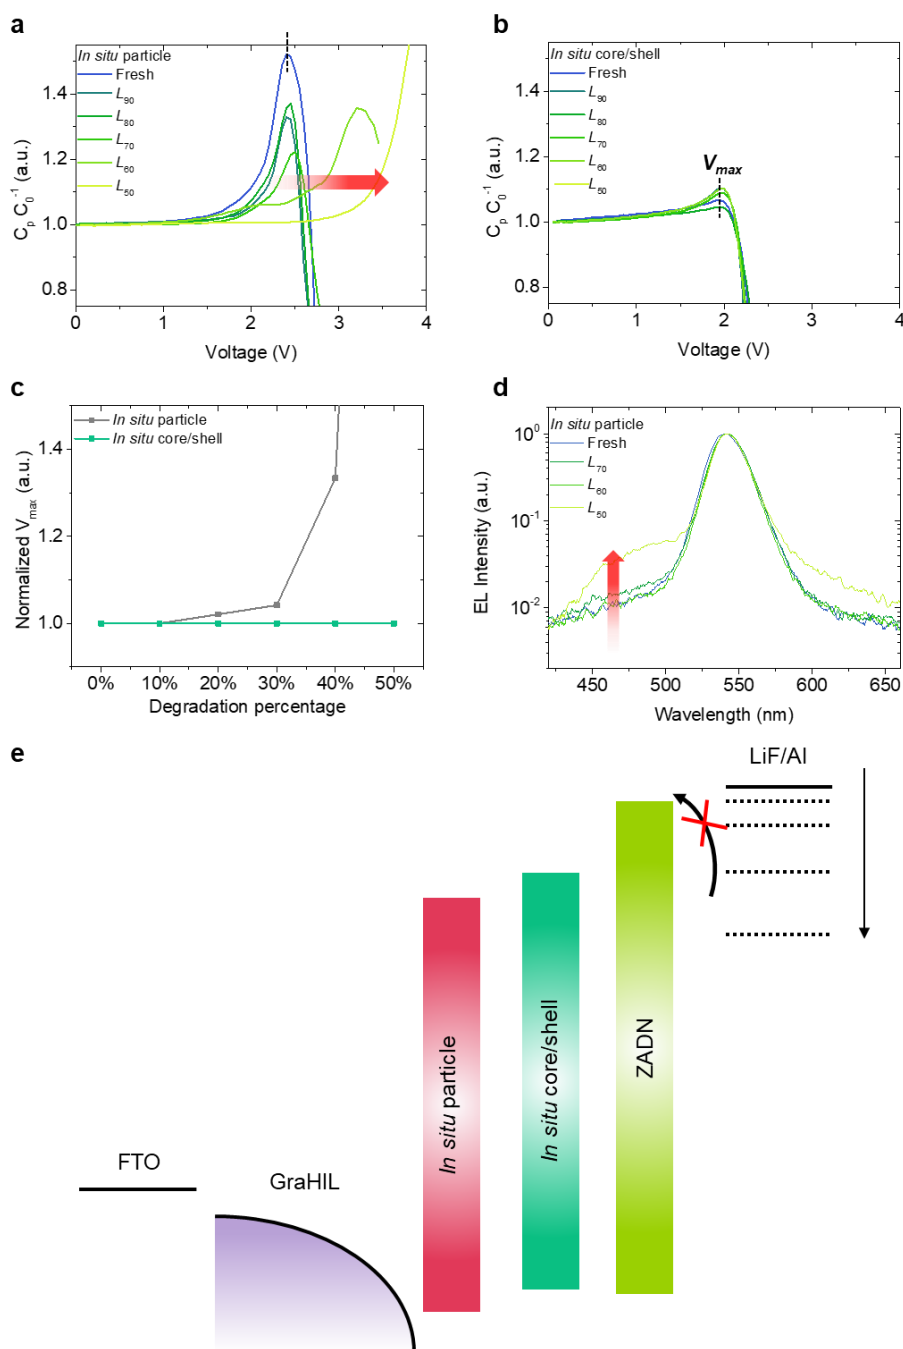 a
In situ particle
Fresh
L90
L80
L70
L60
L50
1.4
1.2
1.0
0.8
Cp C0-1 (a.u.)
0 1 2 3 4
Voltage (V)
b
In situ core/shell
Fresh
L90
L80
L70
L60
L50
Vmax
1.4
1.2
1.0
0.8
Cp C0-1 (a.u.)
0 1 2 3 4
Voltage (V)
c
In situ particle
In situ core/shell
1.4
1.2
1.0
Normalized Vmax (a.u.)
0% 10% 20% 30% 40% 50%
Degradation percentage
d
In situ particle
Fresh
L70
L60
L50
100
10-1
10-2
EL Intensity (a.u.)
450 500 550 600 650
Wavelength (nm)
e
LiF/Al
In situ particle
In situ core/shell
ZADN
FTO
GraHIL